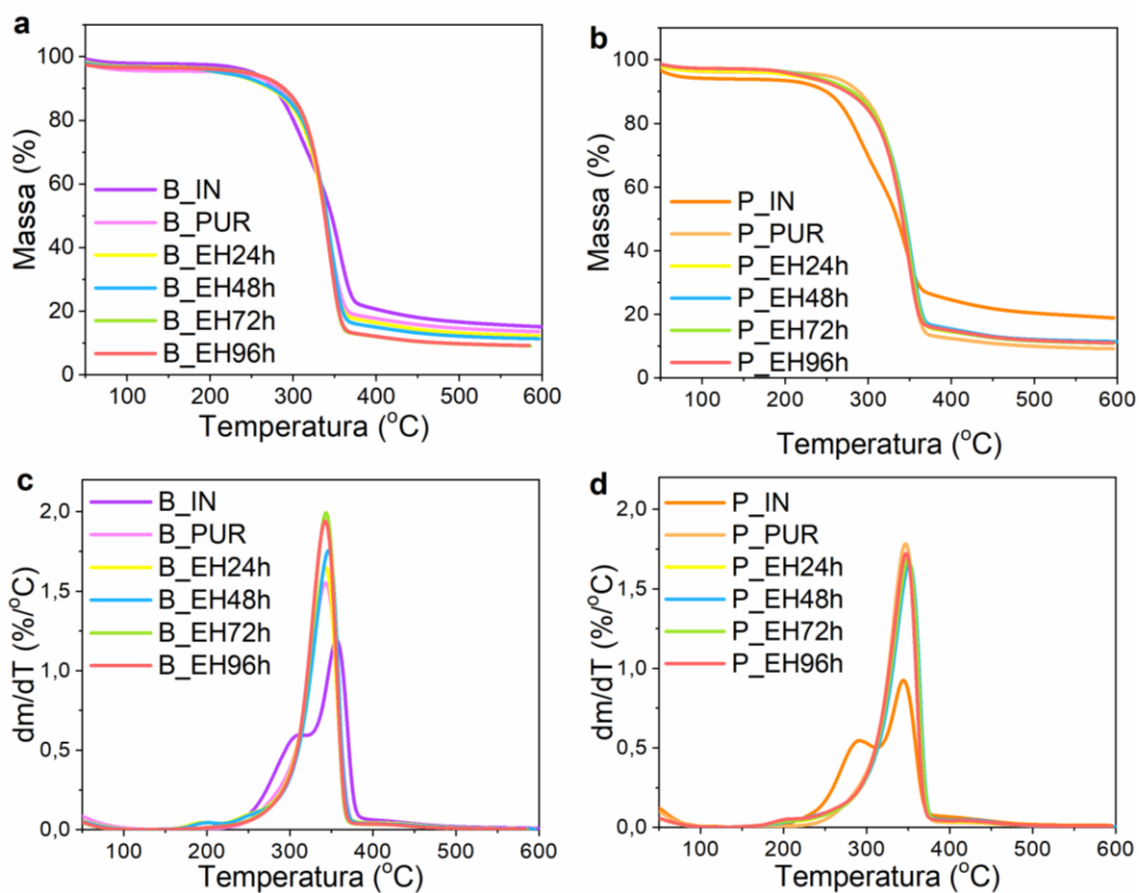 a
100
80
60
40
20
0
Massa (%)
B_IN
B_PUR
B_EH24h
B_EH48h
B_EH72h
B_EH96h
100 200 300 400 500 600
Temperatura (°C)
b
100
80
60
40
20
0
Massa (%)
P_IN
P_PUR
P_EH24h
P_EH48h
P_EH72h
P_EH96h
100 200 300 400 500 600
Temperatura (°C)
c
2,0
1,5
1,0
0,5
0,0
dm/dT (%/°C)
B_IN
B_PUR
B_EH24h
B_EH48h
B_EH72h
B_EH96h
100 200 300 400 500 600
Temperatura (°C)
d
2,0
1,5
1,0
0,5
0,0
dm/dT (%/°C)
P_IN
P_PUR
P_EH24h
P_EH48h
P_EH72h
P_EH96h
100 200 300 400 500 600
Temperatura (°C)